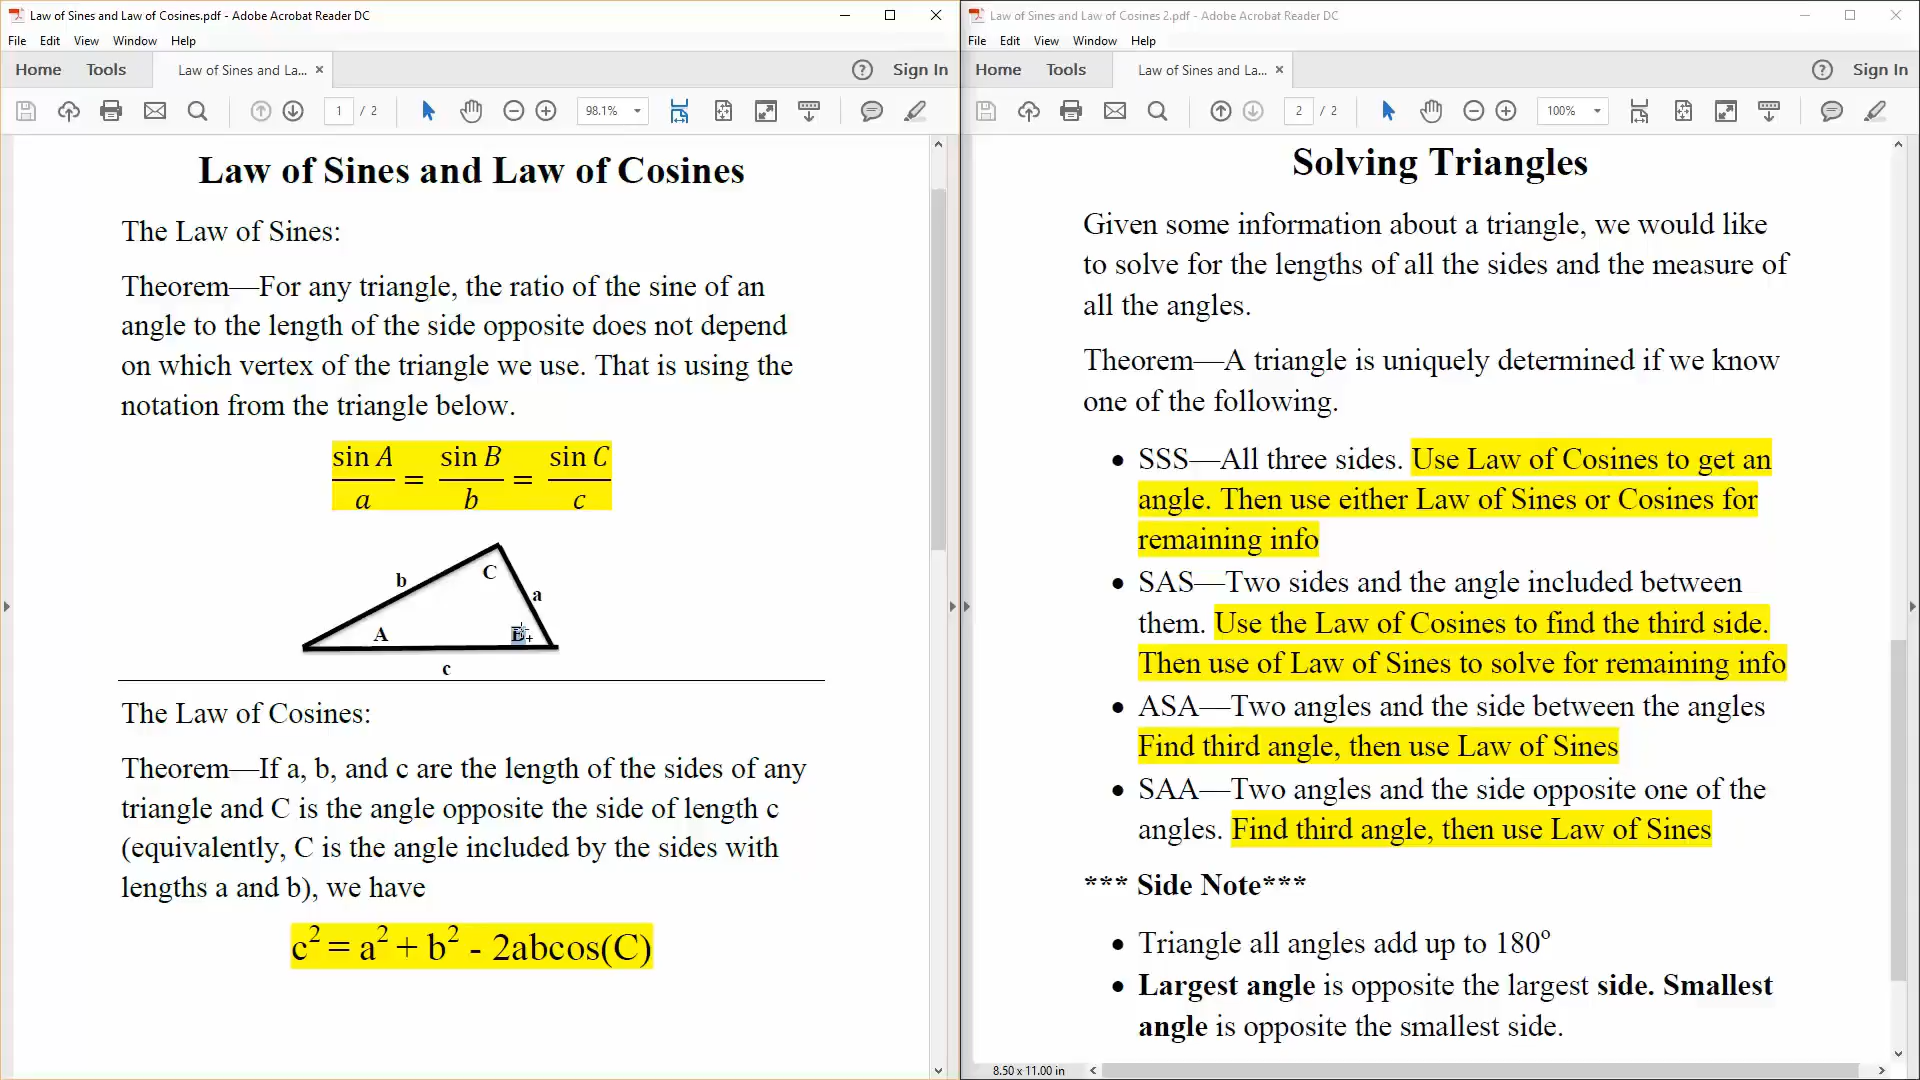 Law of Sines and Law of Cosines.pdf - Adobe Acrobat Reader DC
File Edit View Window Help
Home Tools Law of Sines and La... × ? Sign In
1 / 2 98.1%
Law of Sines and Law of Cosines
The Law of Sines:
Theorem—For any triangle, the ratio of the sine of an
angle to the length of the side opposite does not depend
on which vertex of the triangle we use. That is using the
notation from the triangle below.
sin A / a = sin B / b = sin C / c
b C a
A B
c
The Law of Cosines:
Theorem—If a, b, and c are the length of the sides of any
triangle and C is the angle opposite the side of length c
(equivalently, C is the angle included by the sides with
lengths a and b), we have
c² = a² + b² - 2abcos(C)
Law of Sines and Law of Cosines 2.pdf - Adobe Acrobat Reader DC
File Edit View Window Help
Home Tools Law of Sines and La... × ? Sign In
2 / 2 100%
Solving Triangles
Given some information about a triangle, we would like
to solve for the lengths of all the sides and the measure of
all the angles.
Theorem—A triangle is uniquely determined if we know
one of the following.
• SSS—All three sides. Use Law of Cosines to get an
angle. Then use either Law of Sines or Cosines for
remaining info
• SAS—Two sides and the angle included between
them. Use the Law of Cosines to find the third side.
Then use of Law of Sines to solve for remaining info
• ASA—Two angles and the side between the angles
Find third angle, then use Law of Sines
• SAA—Two angles and the side opposite one of the
angles. Find third angle, then use Law of Sines
*** Side Note***
• Triangle all angles add up to 180º
• Largest angle is opposite the largest side. Smallest
angle is opposite the smallest side.
8.50 x 11.00 in